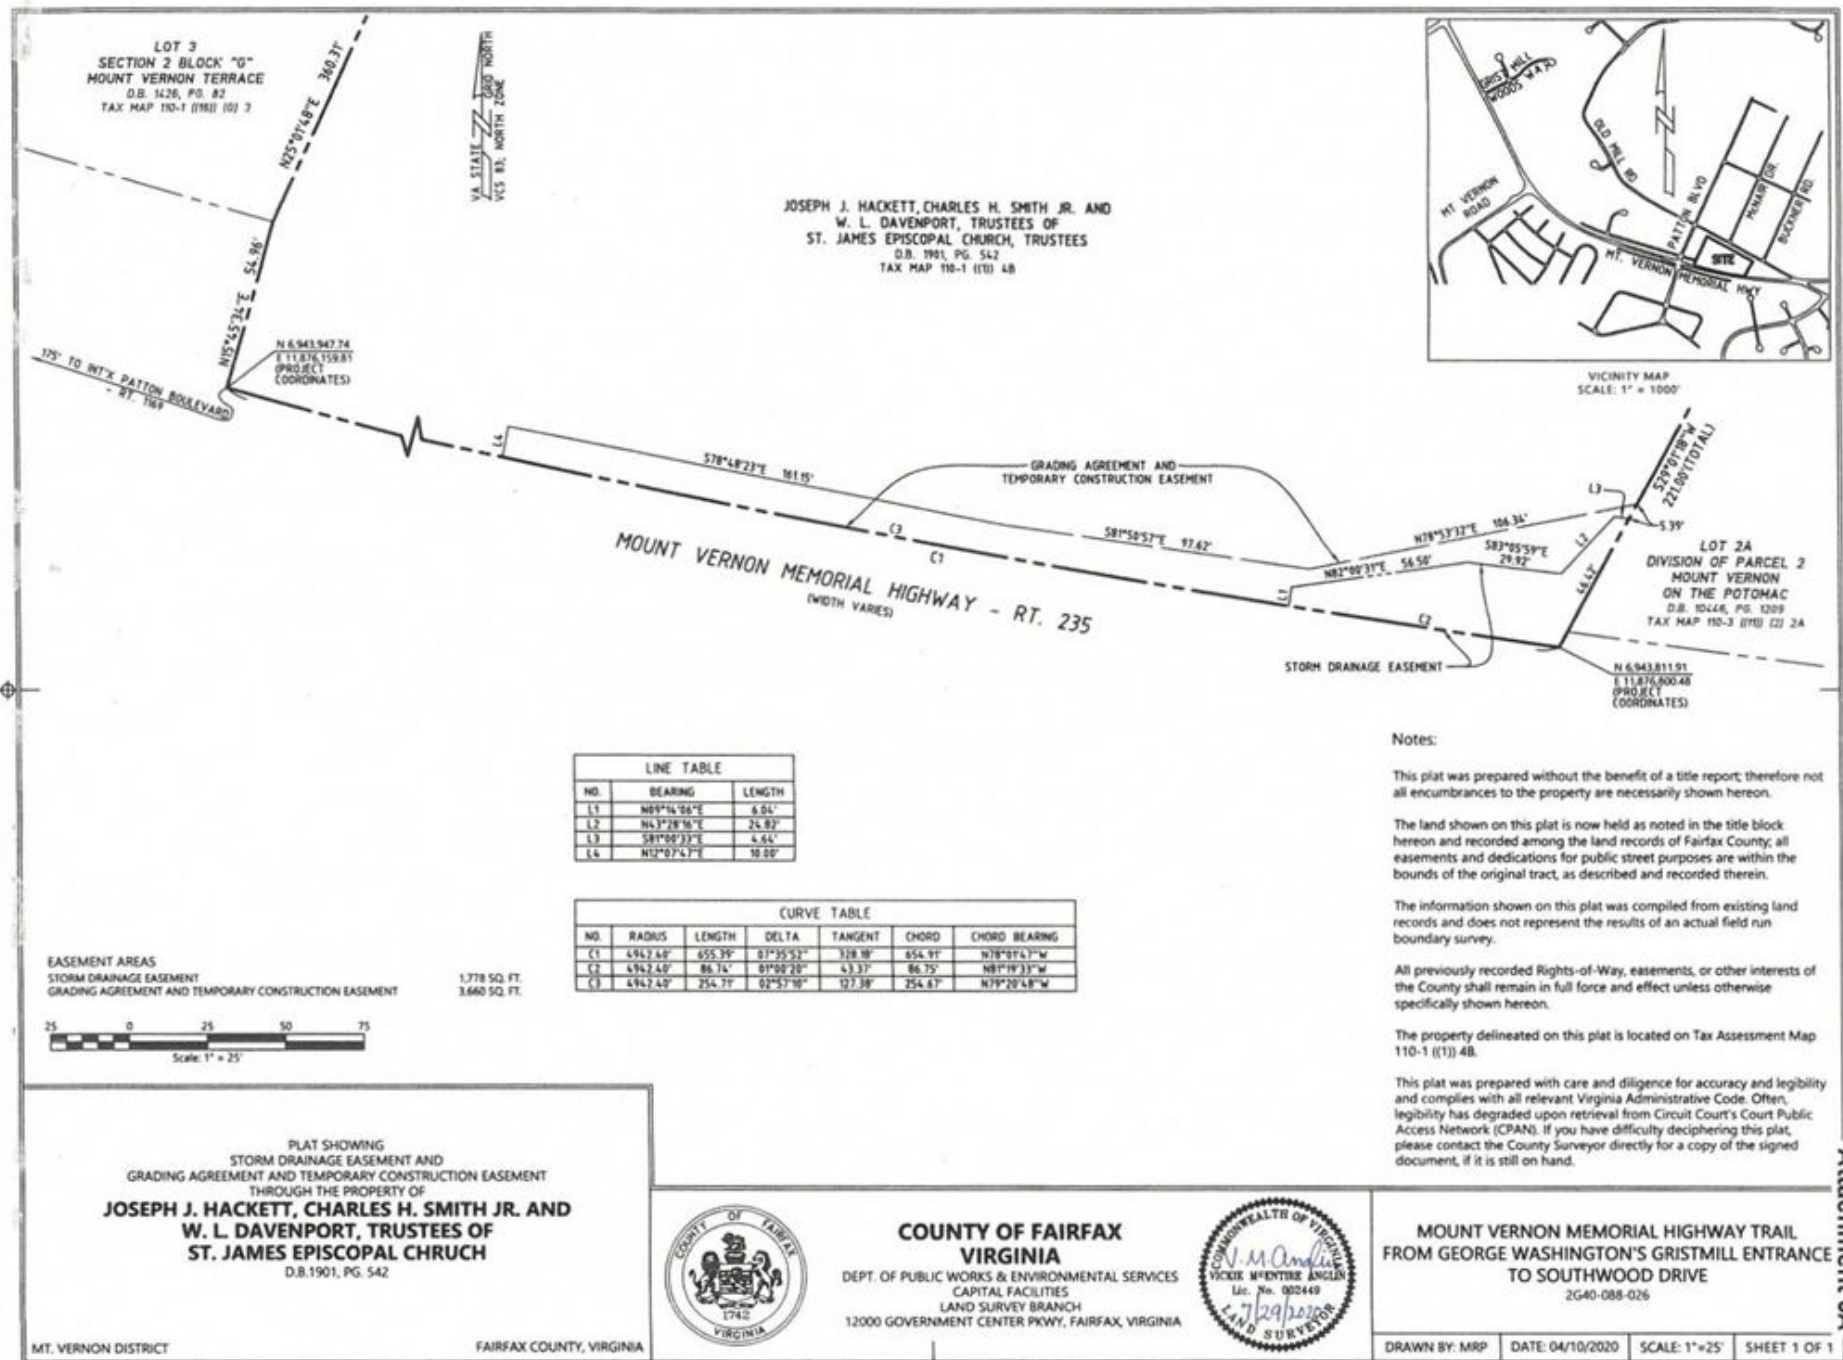 LOT 3
SECTION 2 BLOCK "G"
MOUNT VERNON TERRACE
D.B. 1426, PG. 82
TAX MAP 110-1 ((16)) (G) 3
N25°01'48"E 360.31'
N15°45'34"E 54.96'
VA STATE GRID NORTH
VCS 83; NORTH ZONE
JOSEPH J. HACKETT, CHARLES H. SMITH JR. AND
W. L. DAVENPORT, TRUSTEES OF
ST. JAMES EPISCOPAL CHURCH, TRUSTEES
D.B. 1901, PG. 542
TAX MAP 110-1 ((1)) 4B
GRIST MILL
WOODS WAY
OLD MILL RD
MT VERNON
ROAD
PATTON BLVD
McNAIR DR.
BUCKNER RD.
SITE
MT. VERNON MEMORIAL HWY
VICINITY MAP
SCALE: 1" = 1000'
N 6,943,947.74
E 11,876,159.81
(PROJECT
COORDINATES)
175' TO INT'X PATTON BOULEVARD
- RT. 1169
L4
S78°48'23"E 161.15'
GRADING AGREEMENT AND
TEMPORARY CONSTRUCTION EASEMENT
C3
C1
S81°50'57"E 97.62'
N78°53'32"E 106.34'
N82°00'31"E 56.50'
S83°05'59"E
29.92'
L1
L2
L3
5.39'
46.42'
S29°01'18"W
221.00'(TOTAL)
LOT 2A
DIVISION OF PARCEL 2
MOUNT VERNON
ON THE POTOMAC
D.B. 10446, PG. 1209
TAX MAP 110-3 ((11)) (2) 2A
MOUNT VERNON MEMORIAL HIGHWAY - RT. 235
(WIDTH VARIES)
C2
STORM DRAINAGE EASEMENT
N 6,943,811.91
E 11,876,800.48
(PROJECT
COORDINATES)
LINE TABLE
NO. BEARING LENGTH
L1 N09°14'06"E 6.04'
L2 N43°28'16"E 24.82'
L3 S81°00'33"E 4.64'
L4 N12°07'47"E 10.00'
CURVE TABLE
NO. RADIUS LENGTH DELTA TANGENT CHORD CHORD BEARING
C1 4942.40' 655.39' 07°35'52" 328.18' 654.91' N78°01'47"W
C2 4942.40' 86.74' 01°00'20" 43.37' 86.75' N81°19'33"W
C3 4942.40' 254.71' 02°57'10" 127.38' 254.67' N79°20'48"W
EASEMENT AREAS
STORM DRAINAGE EASEMENT 1,778 SQ. FT.
GRADING AGREEMENT AND TEMPORARY CONSTRUCTION EASEMENT 3,660 SQ. FT.
25 0 25 50 75
Scale: 1" = 25'
Notes:
This plat was prepared without the benefit of a title report; therefore not
all encumbrances to the property are necessarily shown hereon.
The land shown on this plat is now held as noted in the title block
hereon and recorded among the land records of Fairfax County; all
easements and dedications for public street purposes are within the
bounds of the original tract, as described and recorded therein.
The information shown on this plat was compiled from existing land
records and does not represent the results of an actual field run
boundary survey.
All previously recorded Rights-of-Way, easements, or other interests of
the County shall remain in full force and effect unless otherwise
specifically shown hereon.
The property delineated on this plat is located on Tax Assessment Map
110-1 ((1)) 4B.
This plat was prepared with care and diligence for accuracy and legibility
and complies with all relevant Virginia Administrative Code. Often,
legibility has degraded upon retrieval from Circuit Court's Court Public
Access Network (CPAN). If you have difficulty deciphering this plat,
please contact the County Surveyor directly for a copy of the signed
document, if it is still on hand.
PLAT SHOWING
STORM DRAINAGE EASEMENT AND
GRADING AGREEMENT AND TEMPORARY CONSTRUCTION EASEMENT
THROUGH THE PROPERTY OF
JOSEPH J. HACKETT, CHARLES H. SMITH JR. AND
W. L. DAVENPORT, TRUSTEES OF
ST. JAMES EPISCOPAL CHRUCH
D.B.1901, PG. 542
MT. VERNON DISTRICT
FAIRFAX COUNTY, VIRGINIA
COUNTY OF FAIRFAX
1742
VIRGINIA
COUNTY OF FAIRFAX
VIRGINIA
DEPT. OF PUBLIC WORKS & ENVIRONMENTAL SERVICES
CAPITAL FACILITIES
LAND SURVEY BRANCH
12000 GOVERNMENT CENTER PKWY, FAIRFAX, VIRGINIA
COMMONWEALTH OF VIRGINIA
V. M. Anglin
VICKIE McENTIRE ANGLIN
Lic. No. 002449
7/29/2020
LAND SURVEYOR
MOUNT VERNON MEMORIAL HIGHWAY TRAIL
FROM GEORGE WASHINGTON'S GRISTMILL ENTRANCE
TO SOUTHWOOD DRIVE
2G40-088-026
DRAWN BY: MRP
DATE: 04/10/2020
SCALE: 1"=25'
SHEET 1 OF 1